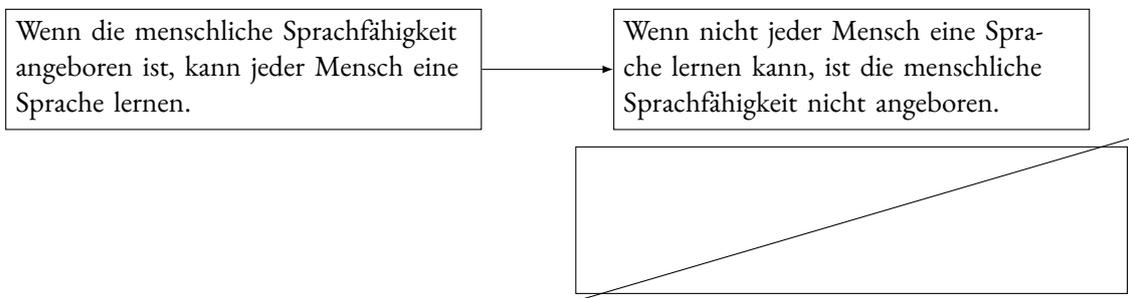 Wenn die menschliche Sprachfähigkeit
angeboren ist, kann jeder Mensch eine
Sprache lernen.
Wenn nicht jeder Mensch eine Spra-
che lernen kann, ist die menschliche
Sprachfähigkeit nicht angeboren.